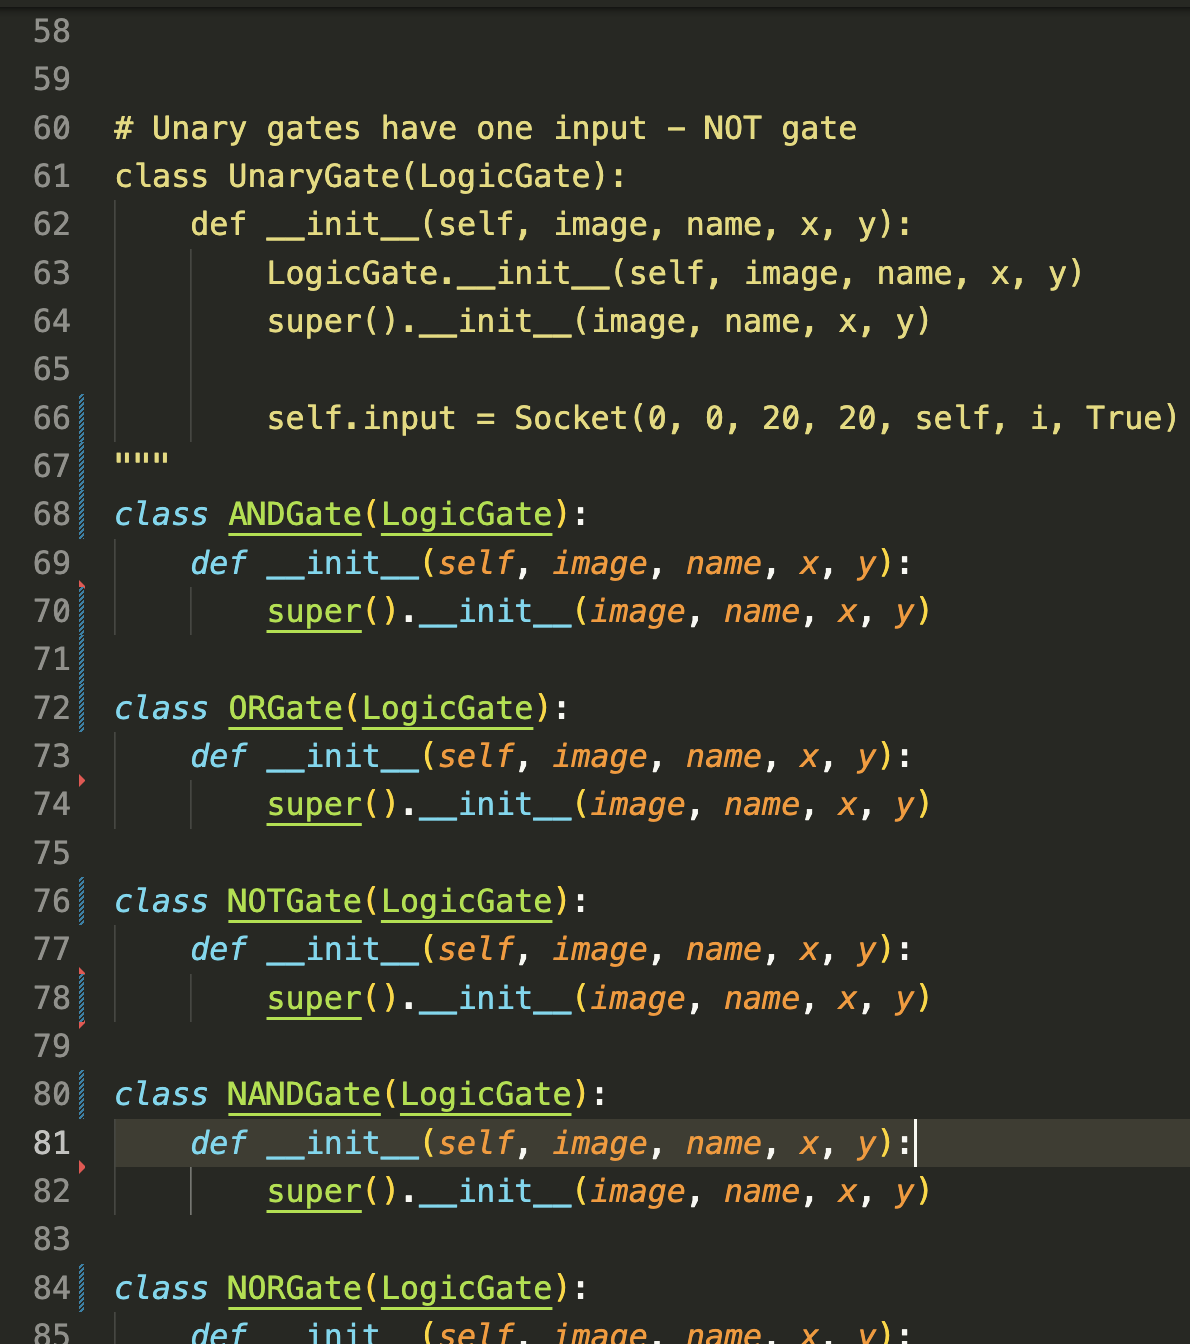 58
59
60 # Unary gates have one input – NOT gate
61 class UnaryGate(LogicGate):
62     def __init__(self, image, name, x, y):
63         LogicGate.__init__(self, image, name, x, y)
64         super().__init__(image, name, x, y)
65
66         self.input = Socket(0, 0, 20, 20, self, i, True)
67 """
68 class ANDGate(LogicGate):
69     def __init__(self, image, name, x, y):
70         super().__init__(image, name, x, y)
71
72 class ORGate(LogicGate):
73     def __init__(self, image, name, x, y):
74         super().__init__(image, name, x, y)
75
76 class NOTGate(LogicGate):
77     def __init__(self, image, name, x, y):
78         super().__init__(image, name, x, y)
79
80 class NANDGate(LogicGate):
81     def __init__(self, image, name, x, y):
82         super().__init__(image, name, x, y)
83
84 class NORGate(LogicGate):
85     def __init__(self, image, name, x, y):